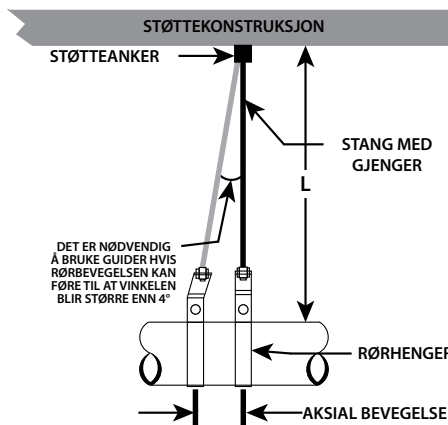 STØTTEKONSTRUKSJON
STØTTEANKER
STANG MED
GJENGER
L
DET ER NØDVENDIG
Å BRUKE GUIDER HVIS
RØRBEVEGELSEN KAN
FØRE TIL AT VINKELEN
BLIR STØRRE ENN 4°
RØRHENGER
AKSIAL BEVEGELSE